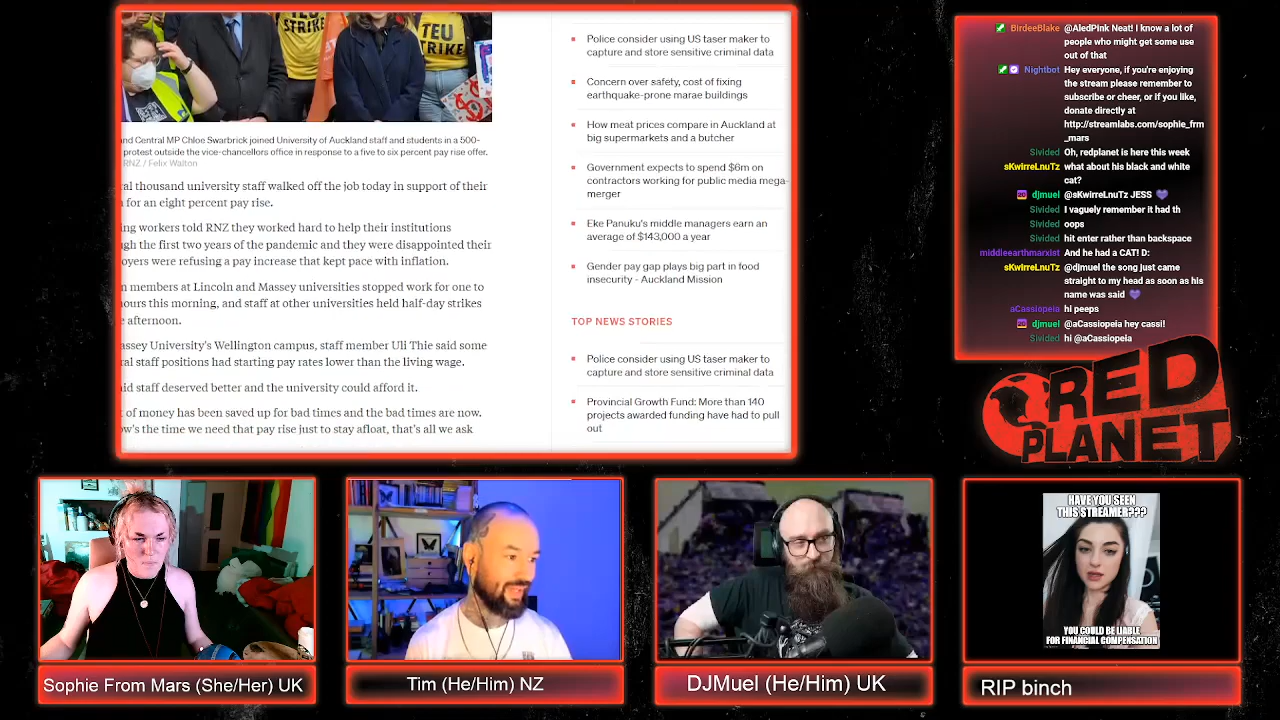 TEU
STRIKE
TEU
STRIKE
and Central MP Chloe Swarbrick joined University of Auckland staff and students in a 500-
protest outside the vice-chancellors office in response to a five to six percent pay rise offer.
RNZ / Felix Walton
ral thousand university staff walked off the job today in support of their
for an eight percent pay rise.
ing workers told RNZ they worked hard to help their institutions
ugh the first two years of the pandemic and they were disappointed their
oyers were refusing a pay increase that kept pace with inflation.
n members at Lincoln and Massey universities stopped work for one to
hours this morning, and staff at other universities held half-day strikes
e afternoon.
assey University's Wellington campus, staff member Uli Thie said some
ral staff positions had starting pay rates lower than the living wage.
aid staff deserved better and the university could afford it.
t of money has been saved up for bad times and the bad times are now.
ow's the time we need that pay rise just to stay afloat, that's all we ask
Police consider using US taser maker to
capture and store sensitive criminal data
Concern over safety, cost of fixing
earthquake-prone marae buildings
How meat prices compare in Auckland at
big supermarkets and a butcher
Government expects to spend $6m on
contractors working for public media mega-
merger
Eke Panuku's middle managers earn an
average of $143,000 a year
Gender pay gap plays big part in food
insecurity - Auckland Mission
TOP NEWS STORIES
Police consider using US taser maker to
capture and store sensitive criminal data
Provincial Growth Fund: More than 140
projects awarded funding have had to pull
out
BirdeeBlake @AledPink Neat! I know a lot of
people who might get some use
out of that
Nightbot Hey everyone, if you're enjoying
the stream please remember to
subscribe or cheer, or if you like,
donate directly at
http://streamlabs.com/sophie_frm
_mars
Sivided Oh, redplanet is here this week
sKwirreLnuTz what about his black and white
cat?
djmuel @sKwirreLnuTz JESS
Sivided I vaguely remember it had th
Sivided oops
Sivided hit enter rather than backspace
middleearthmarxist And he had a CAT! D:
sKwirreLnuTz @djmuel the song just came
straight to my head as soon as his
name was said
aCassiopeia hi peeps
djmuel @aCassiopeia hey cassi!
Sivided hi @aCassiopeia
RED
PLANET
HAVE YOU SEEN
THIS STREAMER???
YOU COULD BE LIABLE
FOR FINANCIAL COMPENSATION
Sophie From Mars (She/Her) UK
Tim (He/Him) NZ
DJMuel (He/Him) UK
RIP binch